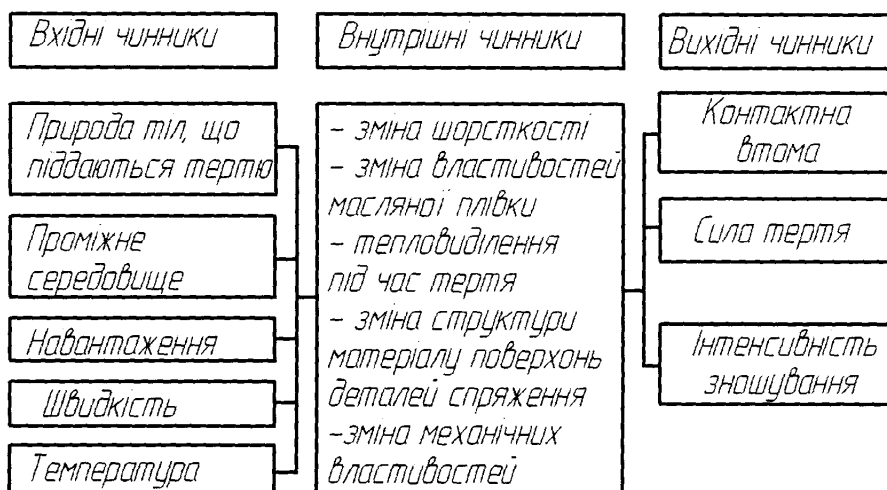 Вхідні чинники
Внутрішні чинники
Вихідні чинники
Природа тіл, що
піддаються тертю
Проміжне
середовище
Навантаження
Швидкість
Температура
- зміна шорсткості
- зміна властивостей
масляної плівки
- тепловиділення
під час тертя
- зміна структури
матеріалу поверхонь
деталей спряження
-зміна механічних
властивостей
Контактна
втома
Сила тертя
Інтенсивність
зношування